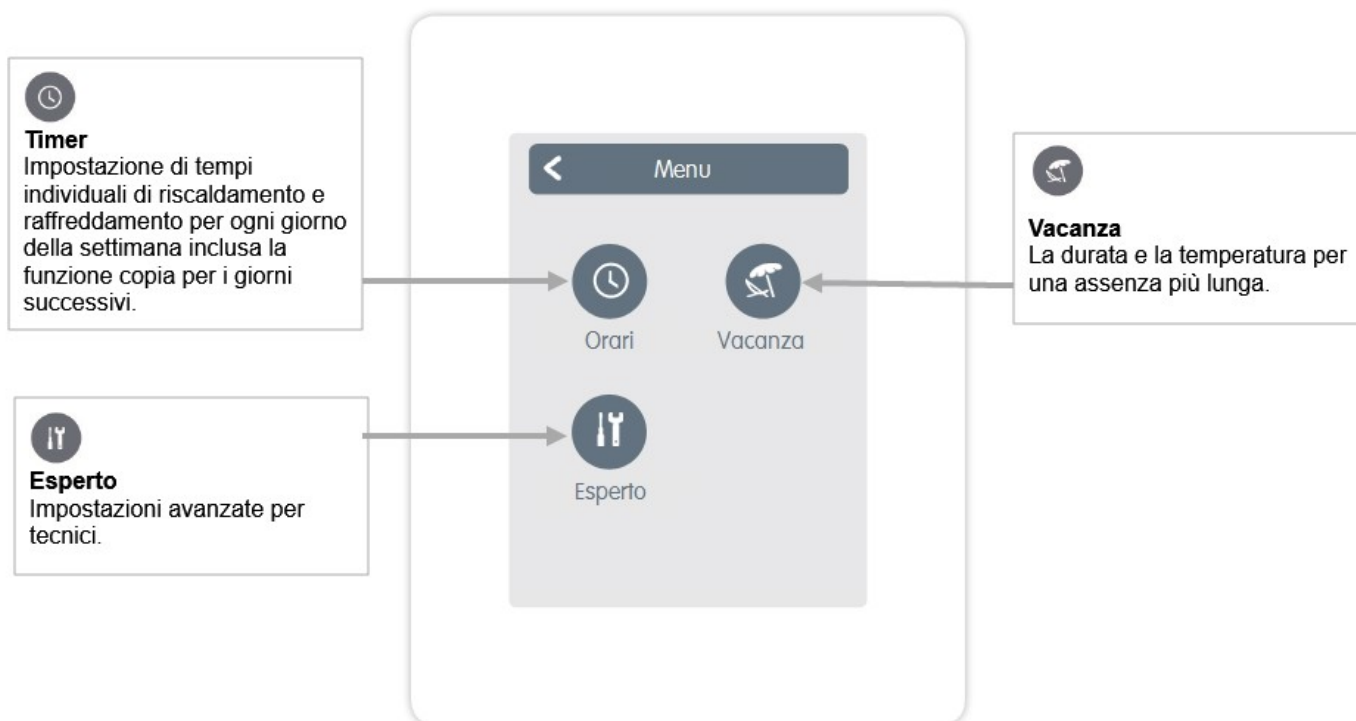 Timer
Impostazione di tempi
individuali di riscaldamento e
raffreddamento per ogni giorno
della settimana inclusa la
funzione copia per i giorni
successivi.
Esperto
Impostazioni avanzate per
tecnici.
Menu
Orari
Vacanza
Esperto
Vacanza
La durata e la temperatura per
una assenza più lunga.